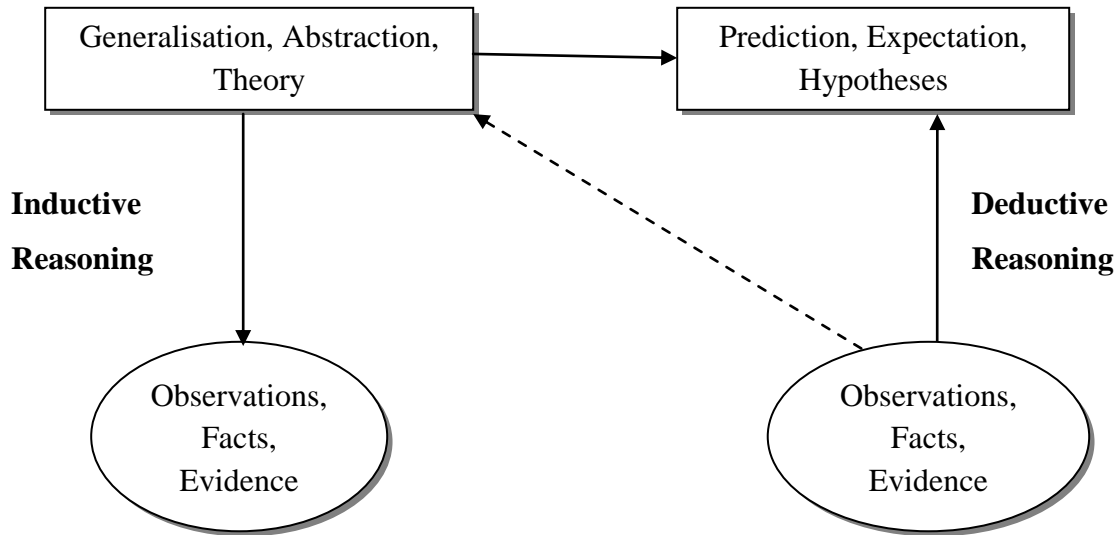 Generalisation, Abstraction,
Theory
Prediction, Expectation,
Hypotheses
Inductive
Reasoning
Deductive
Reasoning
Observations,
Facts,
Evidence
Observations,
Facts,
Evidence